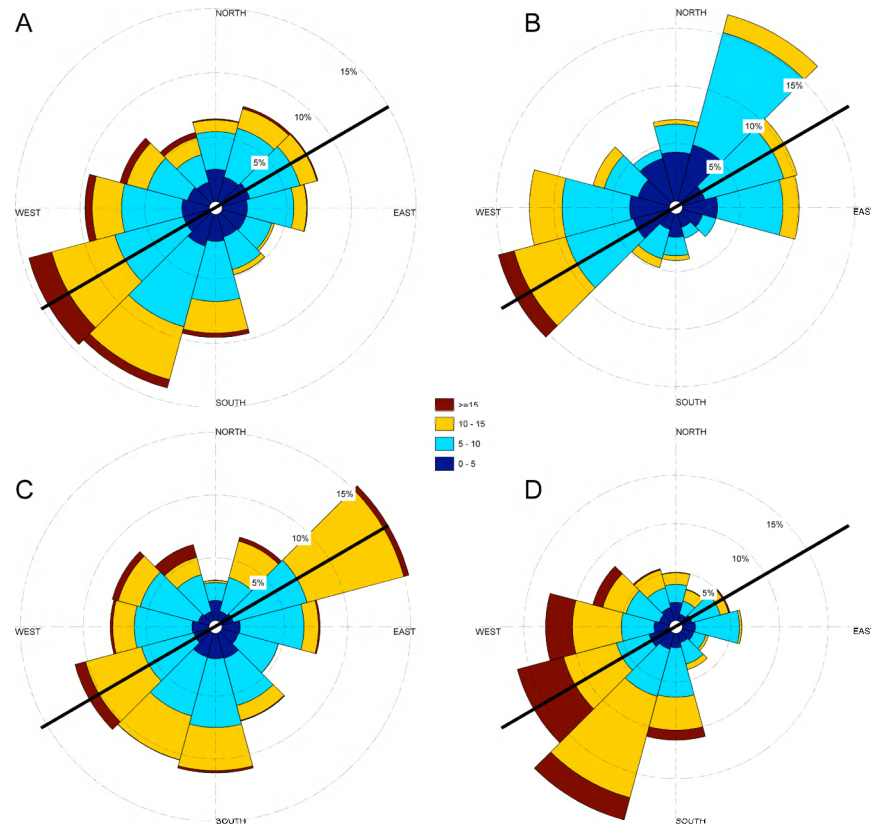 A
NORTH
15%
10%
5%
WEST
EAST
SOUTH
B
NORTH
15%
10%
5%
WEST
EAST
SOUTH
>=15
10 - 15
5 - 10
0 - 5
C
NORTH
15%
10%
5%
WEST
EAST
SOUTH
D
NORTH
15%
10%
5%
WEST
EAST
SOUTH